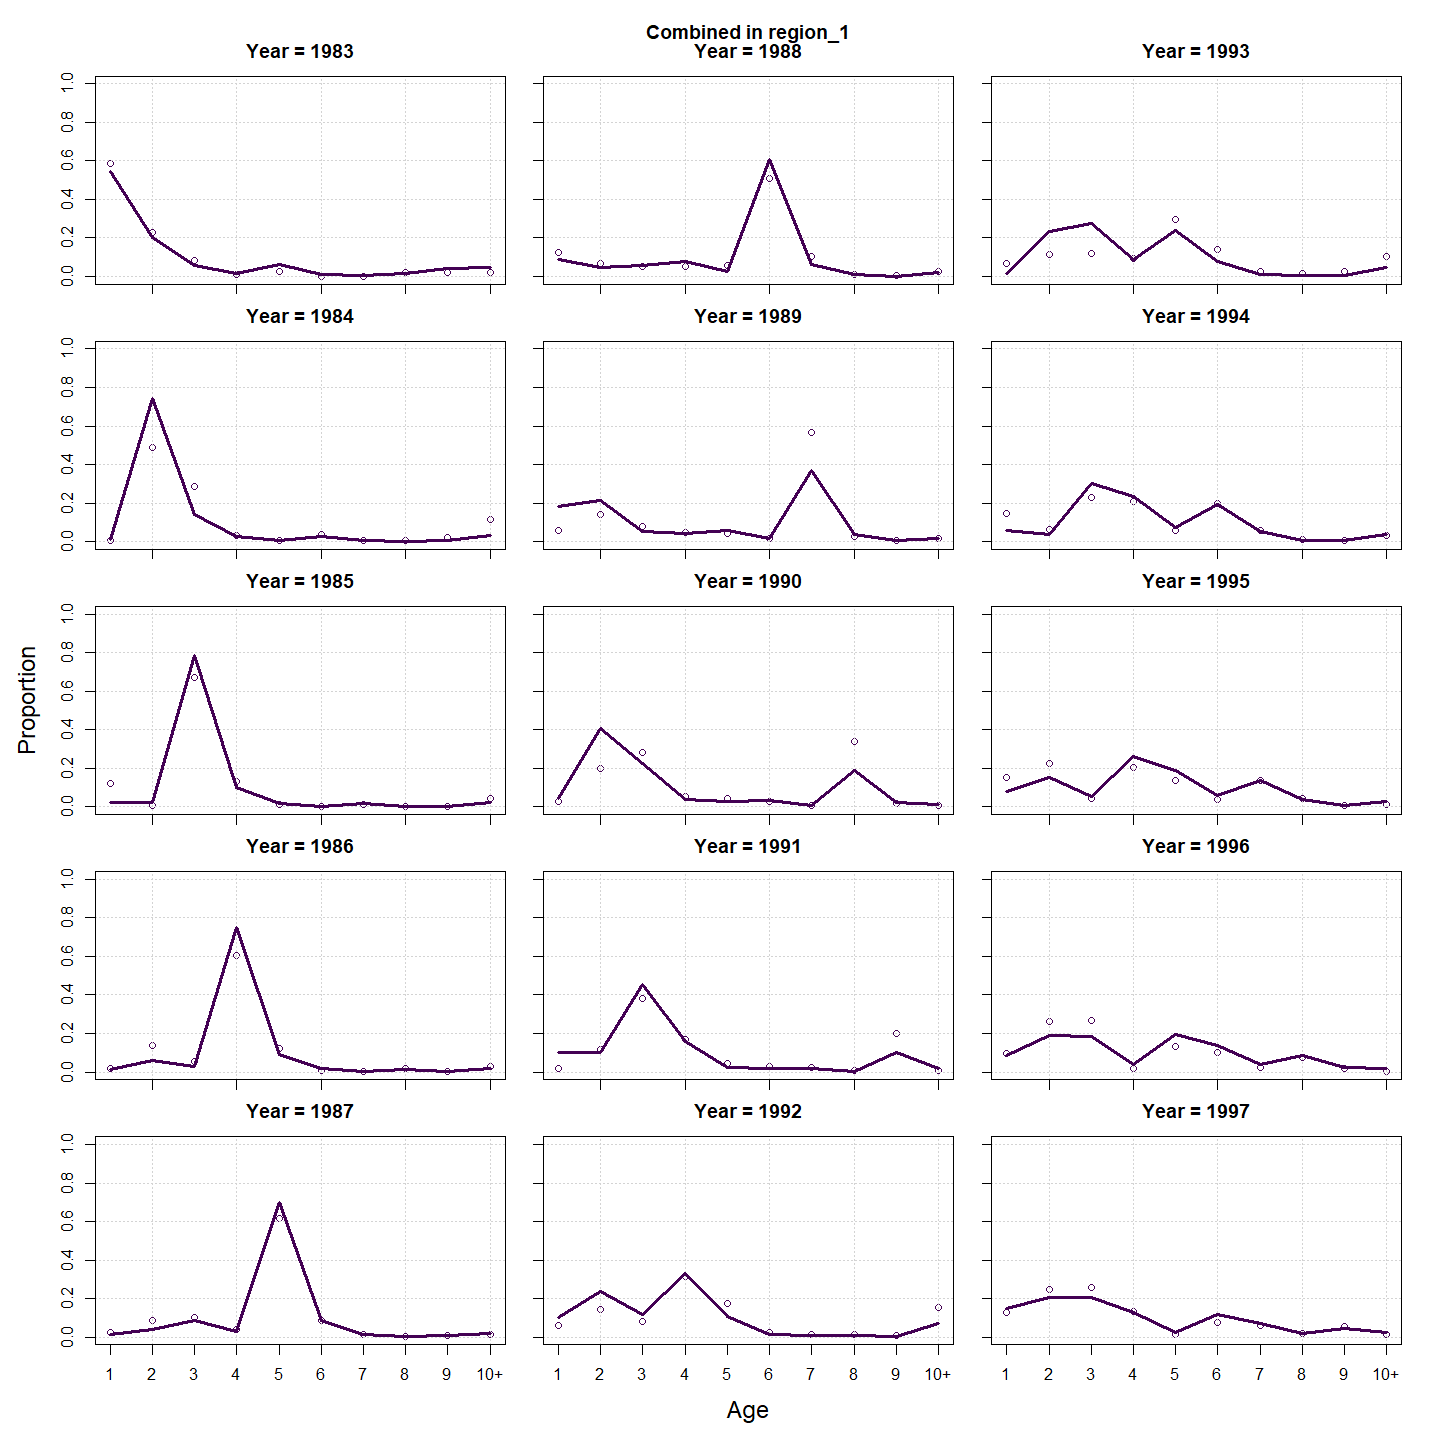 Combined in region_1
Year = 1983
Year = 1988
Year = 1993
0.0 0.2 0.4 0.6 0.8 1.0
Year = 1984
Year = 1989
Year = 1994
0.0 0.2 0.4 0.6 0.8 1.0
Year = 1985
Year = 1990
Year = 1995
0.0 0.2 0.4 0.6 0.8 1.0
Proportion
Year = 1986
Year = 1991
Year = 1996
0.0 0.2 0.4 0.6 0.8 1.0
Year = 1987
Year = 1992
Year = 1997
0.0 0.2 0.4 0.6 0.8 1.0
1 2 3 4 5 6 7 8 9 10+
1 2 3 4 5 6 7 8 9 10+
1 2 3 4 5 6 7 8 9 10+
Age